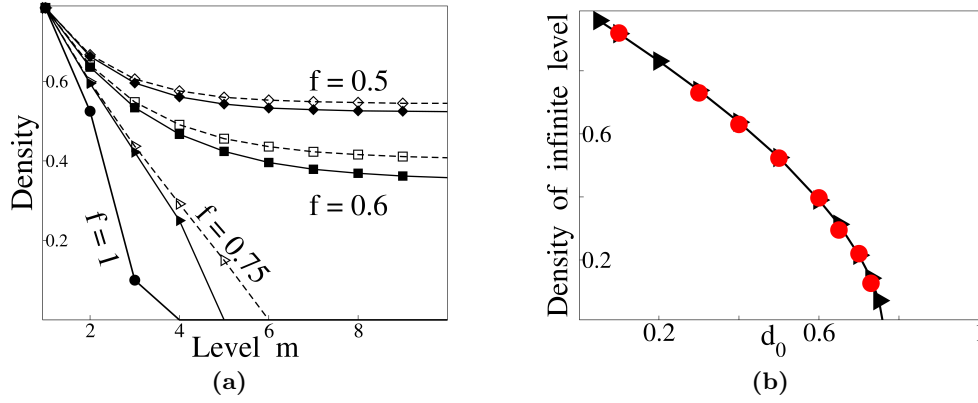 Density
0.6
0.4
0.2
f = 0.5
f = 0.6
f = 0.75
f = 1
2
4
6
8
Level m
(a)
Density of infinite level
0.6
0.2
0.2
0.6
1
d0
(b)